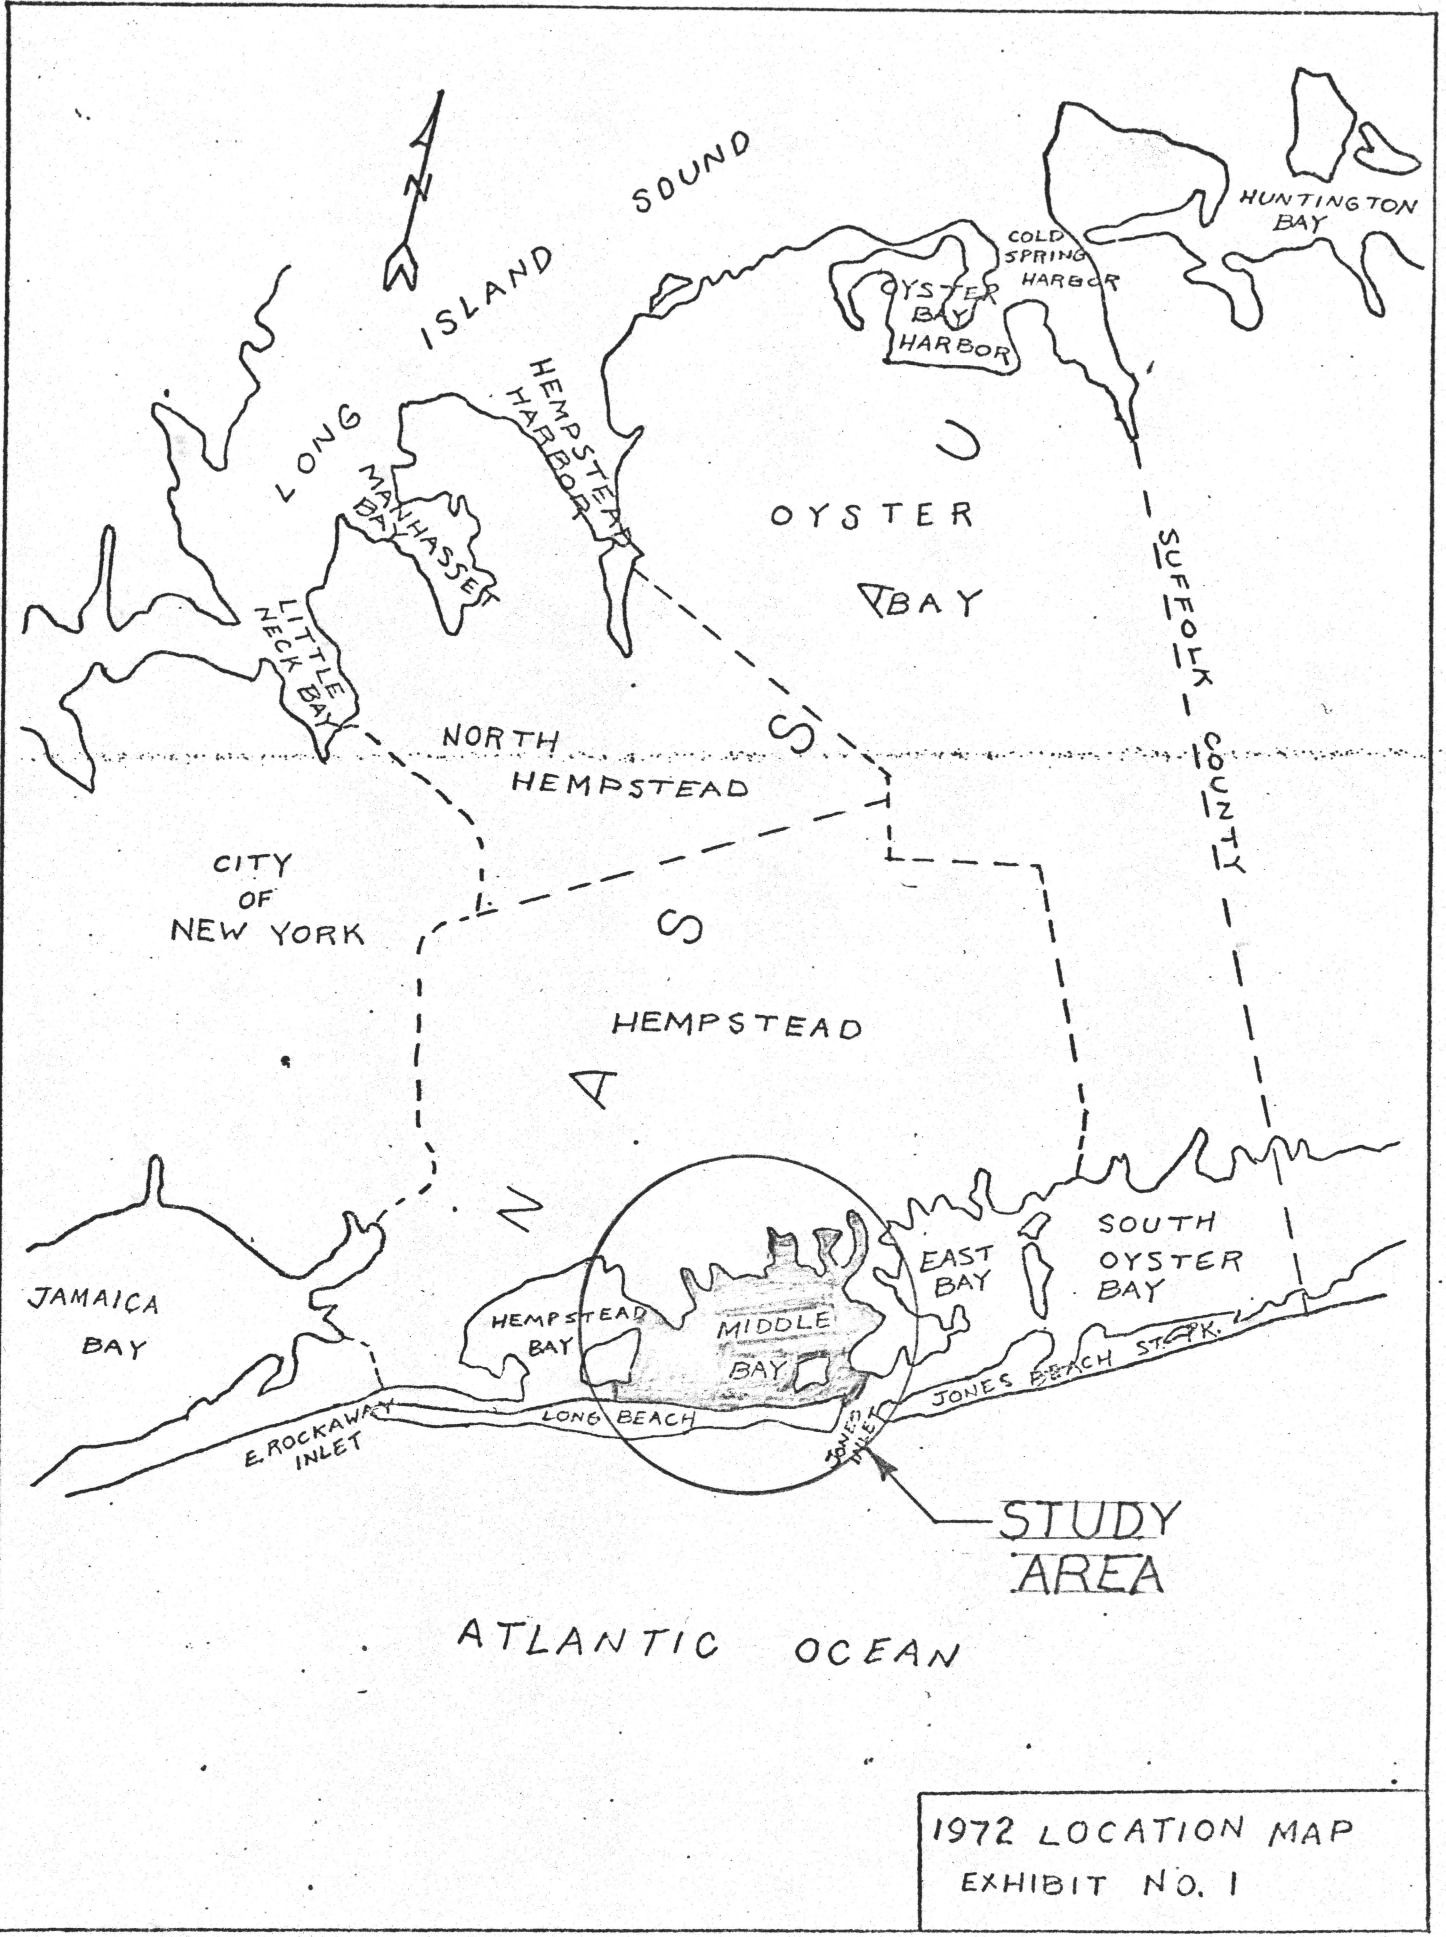 N
LONG ISLAND SOUND
HUNTINGTON
BAY
COLD
SPRING
HARBOR
OYSTER
BAY
HARBOR
HEMPSTEAD
HARBOR
MANHASSET
BAY
LITTLE
NECK BAY
OYSTER
BAY
SUFFOLK COUNTY
NORTH
HEMPSTEAD
CITY
OF
NEW YORK
HEMPSTEAD
NASSAU
JAMAICA
BAY
HEMPSTEAD
BAY
MIDDLE
BAY
EAST
BAY
SOUTH
OYSTER
BAY
JONES BEACH ST. PK.
LONG BEACH
JONES
INLET
E. ROCKAWAY
INLET
STUDY
AREA
ATLANTIC OCEAN
1972 LOCATION MAP
EXHIBIT NO. 1